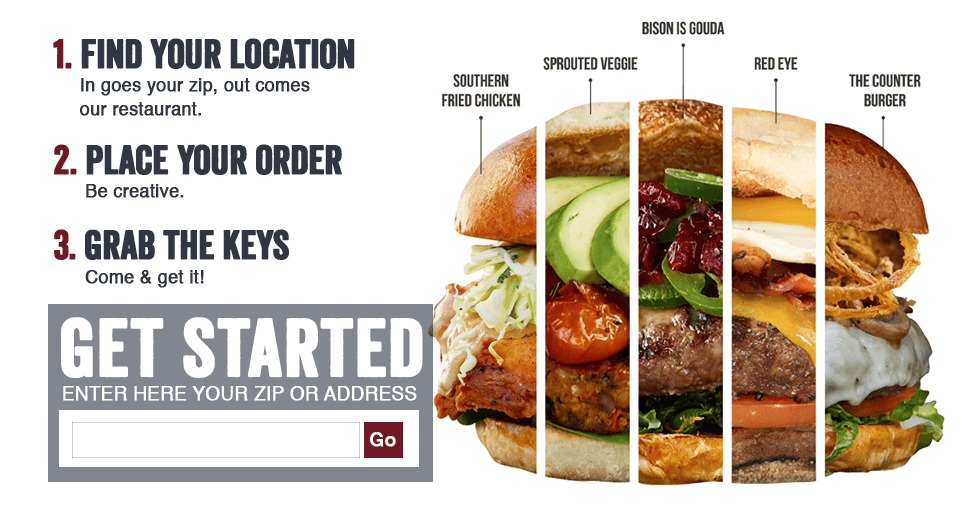 1. FIND YOUR LOCATION
In goes your zip, out comes
our restaurant.
2. PLACE YOUR ORDER
Be creative.
3. GRAB THE KEYS
Come & get it!
GET STARTED
ENTER HERE YOUR ZIP OR ADDRESS
Go
SOUTHERN
FRIED CHICKEN
SPROUTED VEGGIE
BISON IS GOUDA
RED EYE
THE COUNTER
BURGER